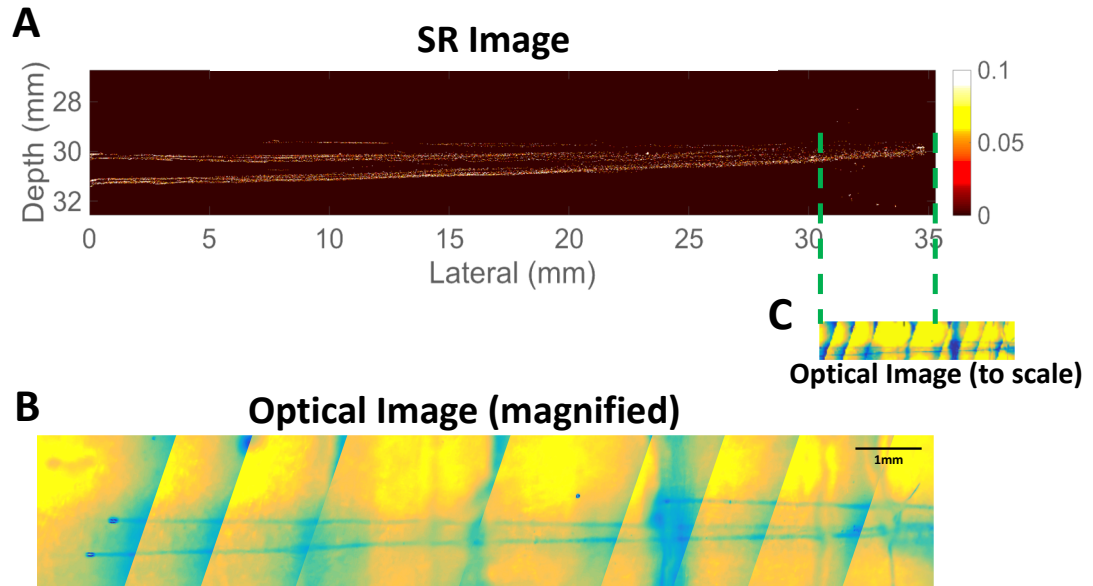 A
SR Image
Depth (mm)
28
30
32
0.1
0.05
0
0 5 10 15 20 25 30 35
Lateral (mm)
C
Optical Image (to scale)
B
Optical Image (magnified)
1mm